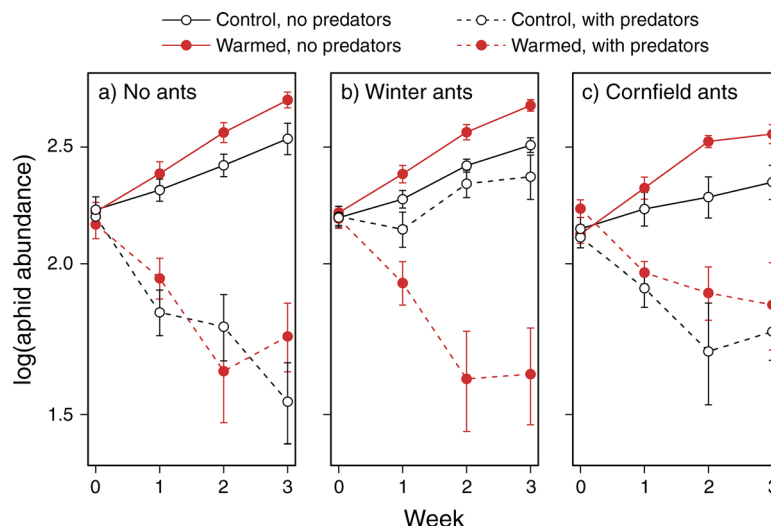 Control, no predators
Control, with predators
Warmed, no predators
Warmed, with predators
a) No ants
b) Winter ants
c) Cornfield ants
log(aphid abundance)
2.5
2.0
1.5
0 1 2 3
0 1 2 3
0 1 2 3
Week